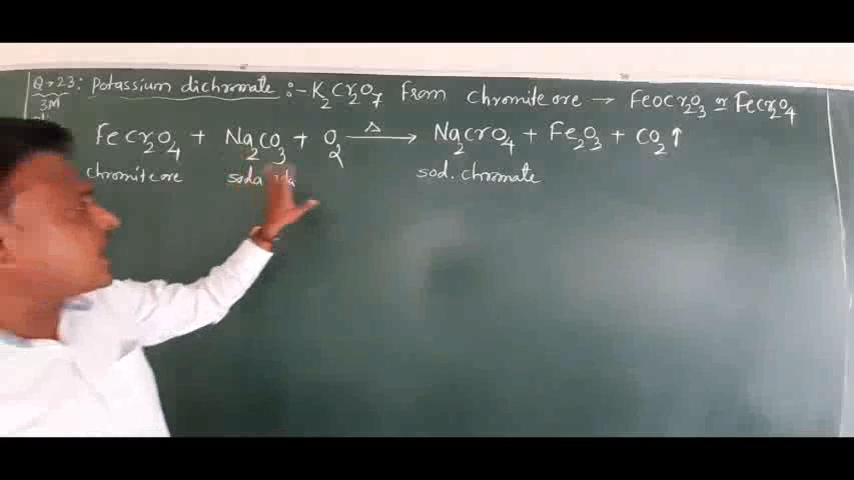 Q→23: Potassium dichromate :- K2Cr2O7 From chromite ore → FeOCr2O3 or FeCr2O4
3M
FeCr2O4 + Na2CO3 + O2 —Δ→ Na2CrO4 + Fe2O3 + CO2 ↑
chromite ore soda sod. chromate